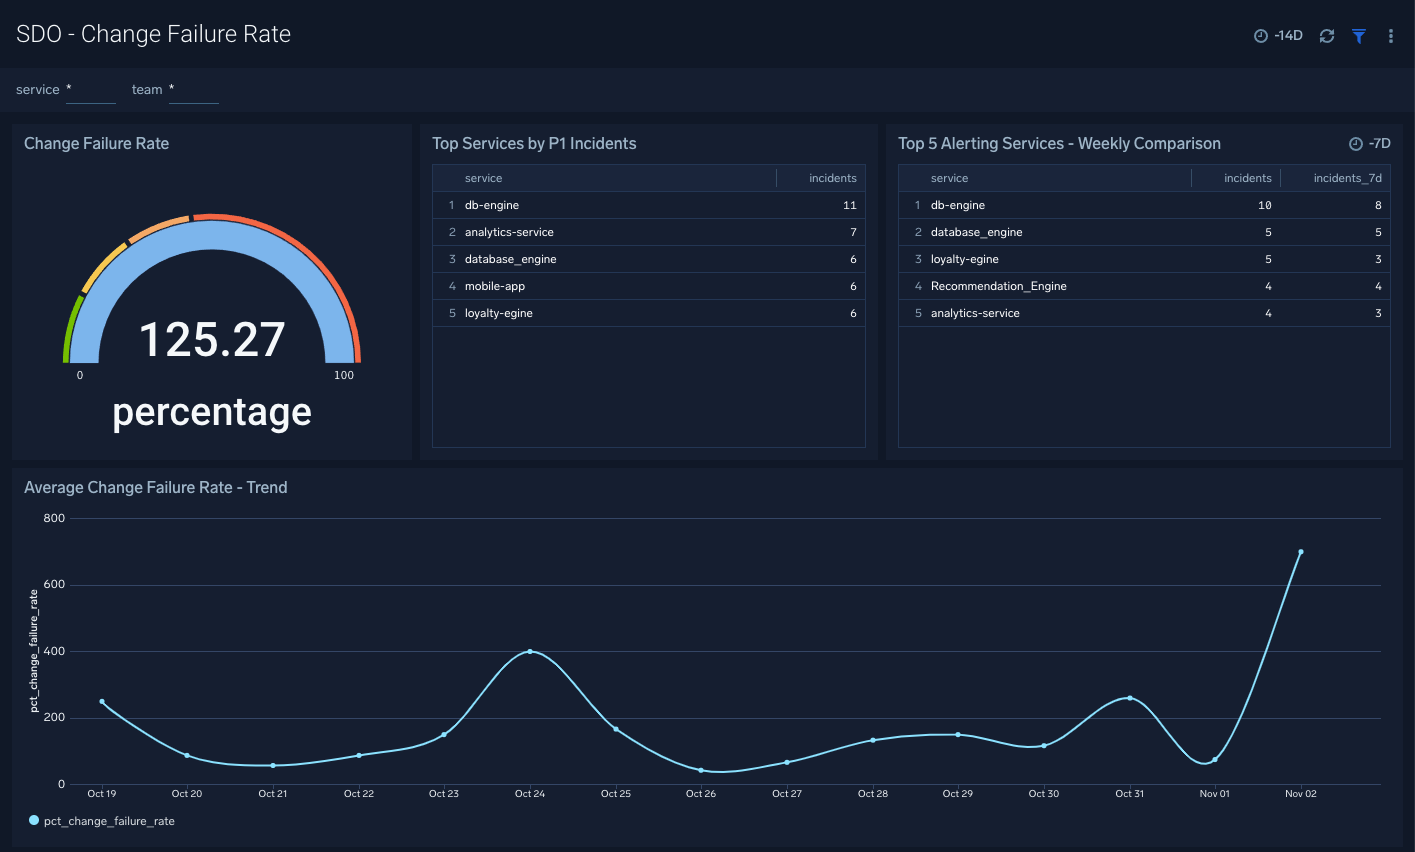 SDO - Change Failure Rate
-14D
service *
team *
Change Failure Rate
125.27
0
100
percentage
Top Services by P1 Incidents
service incidents
1 db-engine 11
2 analytics-service 7
3 database_engine 6
4 mobile-app 6
5 loyalty-egine 6
Top 5 Alerting Services - Weekly Comparison
-7D
service incidents incidents_7d
1 db-engine 10 8
2 database_engine 5 5
3 loyalty-egine 5 3
4 Recommendation_Engine 4 4
5 analytics-service 4 3
Average Change Failure Rate - Trend
pct_change_failure_rate
800
600
400
200
0
Oct 19 Oct 20 Oct 21 Oct 22 Oct 23 Oct 24 Oct 25 Oct 26 Oct 27 Oct 28 Oct 29 Oct 30 Oct 31 Nov 01 Nov 02
pct_change_failure_rate